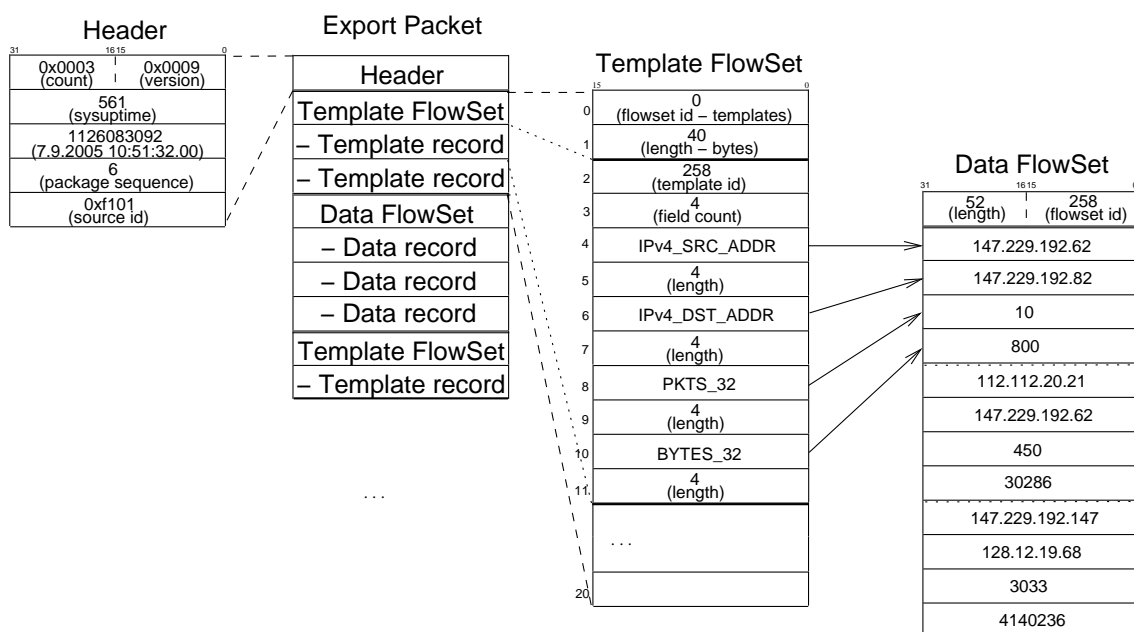 Header
31 16 15 0
0x0003 0x0009
(count) (version)
561
(sysuptime)
1126083092
(7.9.2005 10:51:32.00)
6
(package sequence)
0xf101
(source id)
Export Packet
Header
Template FlowSet
– Template record
– Template record
Data FlowSet
– Data record
– Data record
– Data record
Template FlowSet
– Template record
. . .
Template FlowSet
15 0
0
0
(flowset id – templates)
1
40
(length – bytes)
2
258
(template id)
3
4
(field count)
4 IPv4_SRC_ADDR
5
4
(length)
6 IPv4_DST_ADDR
7
4
(length)
8 PKTS_32
9
4
(length)
10 BYTES_32
11
4
(length)
. . .
20
Data FlowSet
31 16 15 0
52 258
(length) (flowset id)
147.229.192.62
147.229.192.82
10
800
112.112.20.21
147.229.192.62
450
30286
147.229.192.147
128.12.19.68
3033
4140236